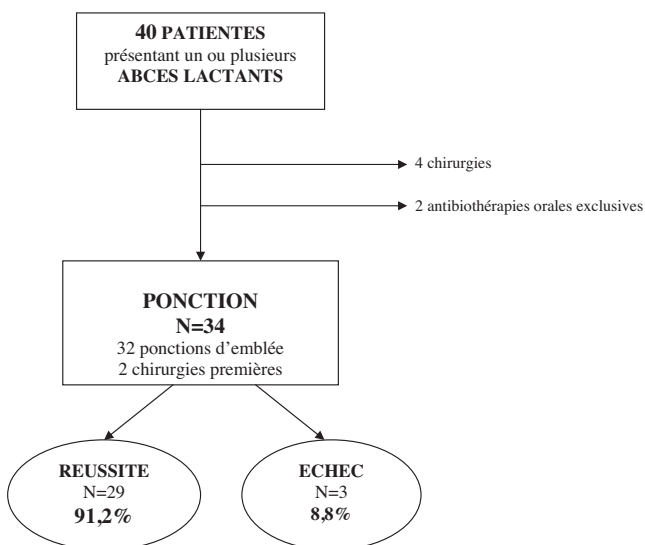 40 PATIENTES
présentant un ou plusieurs
ABCES LACTANTS
4 chirurgies
2 antibiothérapies orales exclusives
PONCTION
N=34
32 ponctions d'emblée
2 chirurgies premières
REUSSITE
N=29
91,2%
ECHEC
N=3
8,8%